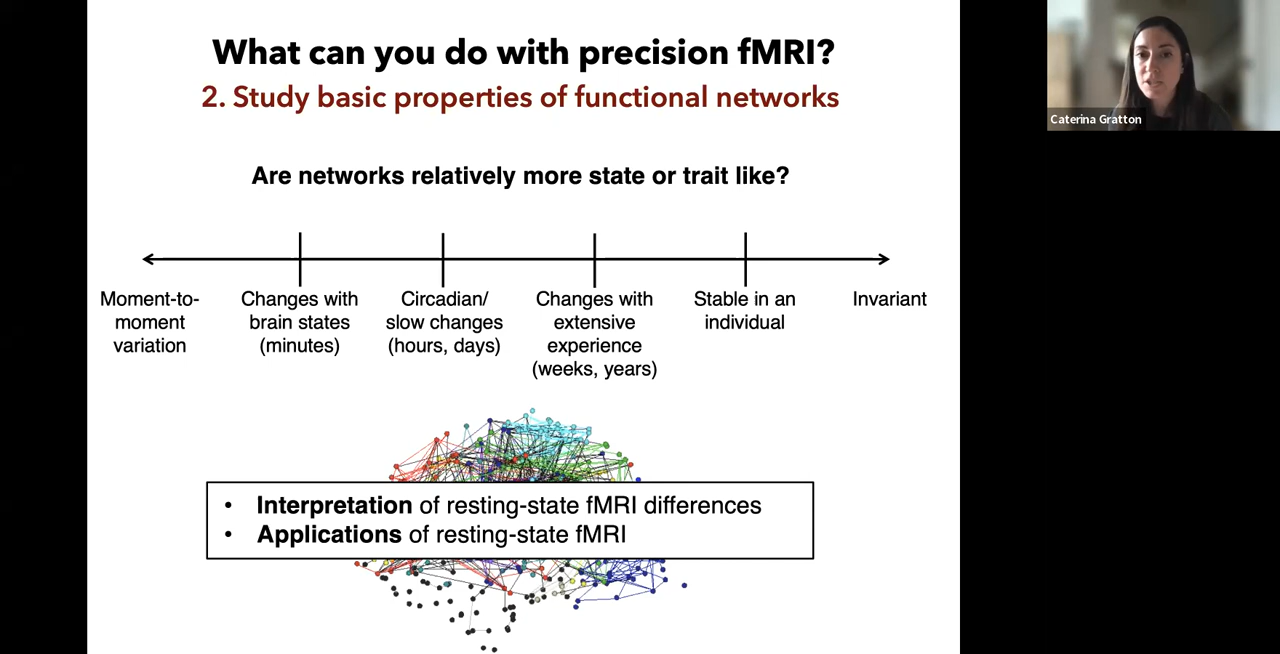 What can you do with precision fMRI?
2. Study basic properties of functional networks
Caterina Gratton
Are networks relatively more state or trait like?
Moment-to-
moment
variation
Changes with
brain states
(minutes)
Circadian/
slow changes
(hours, days)
Changes with
extensive
experience
(weeks, years)
Stable in an
individual
Invariant
• Interpretation of resting-state fMRI differences
• Applications of resting-state fMRI